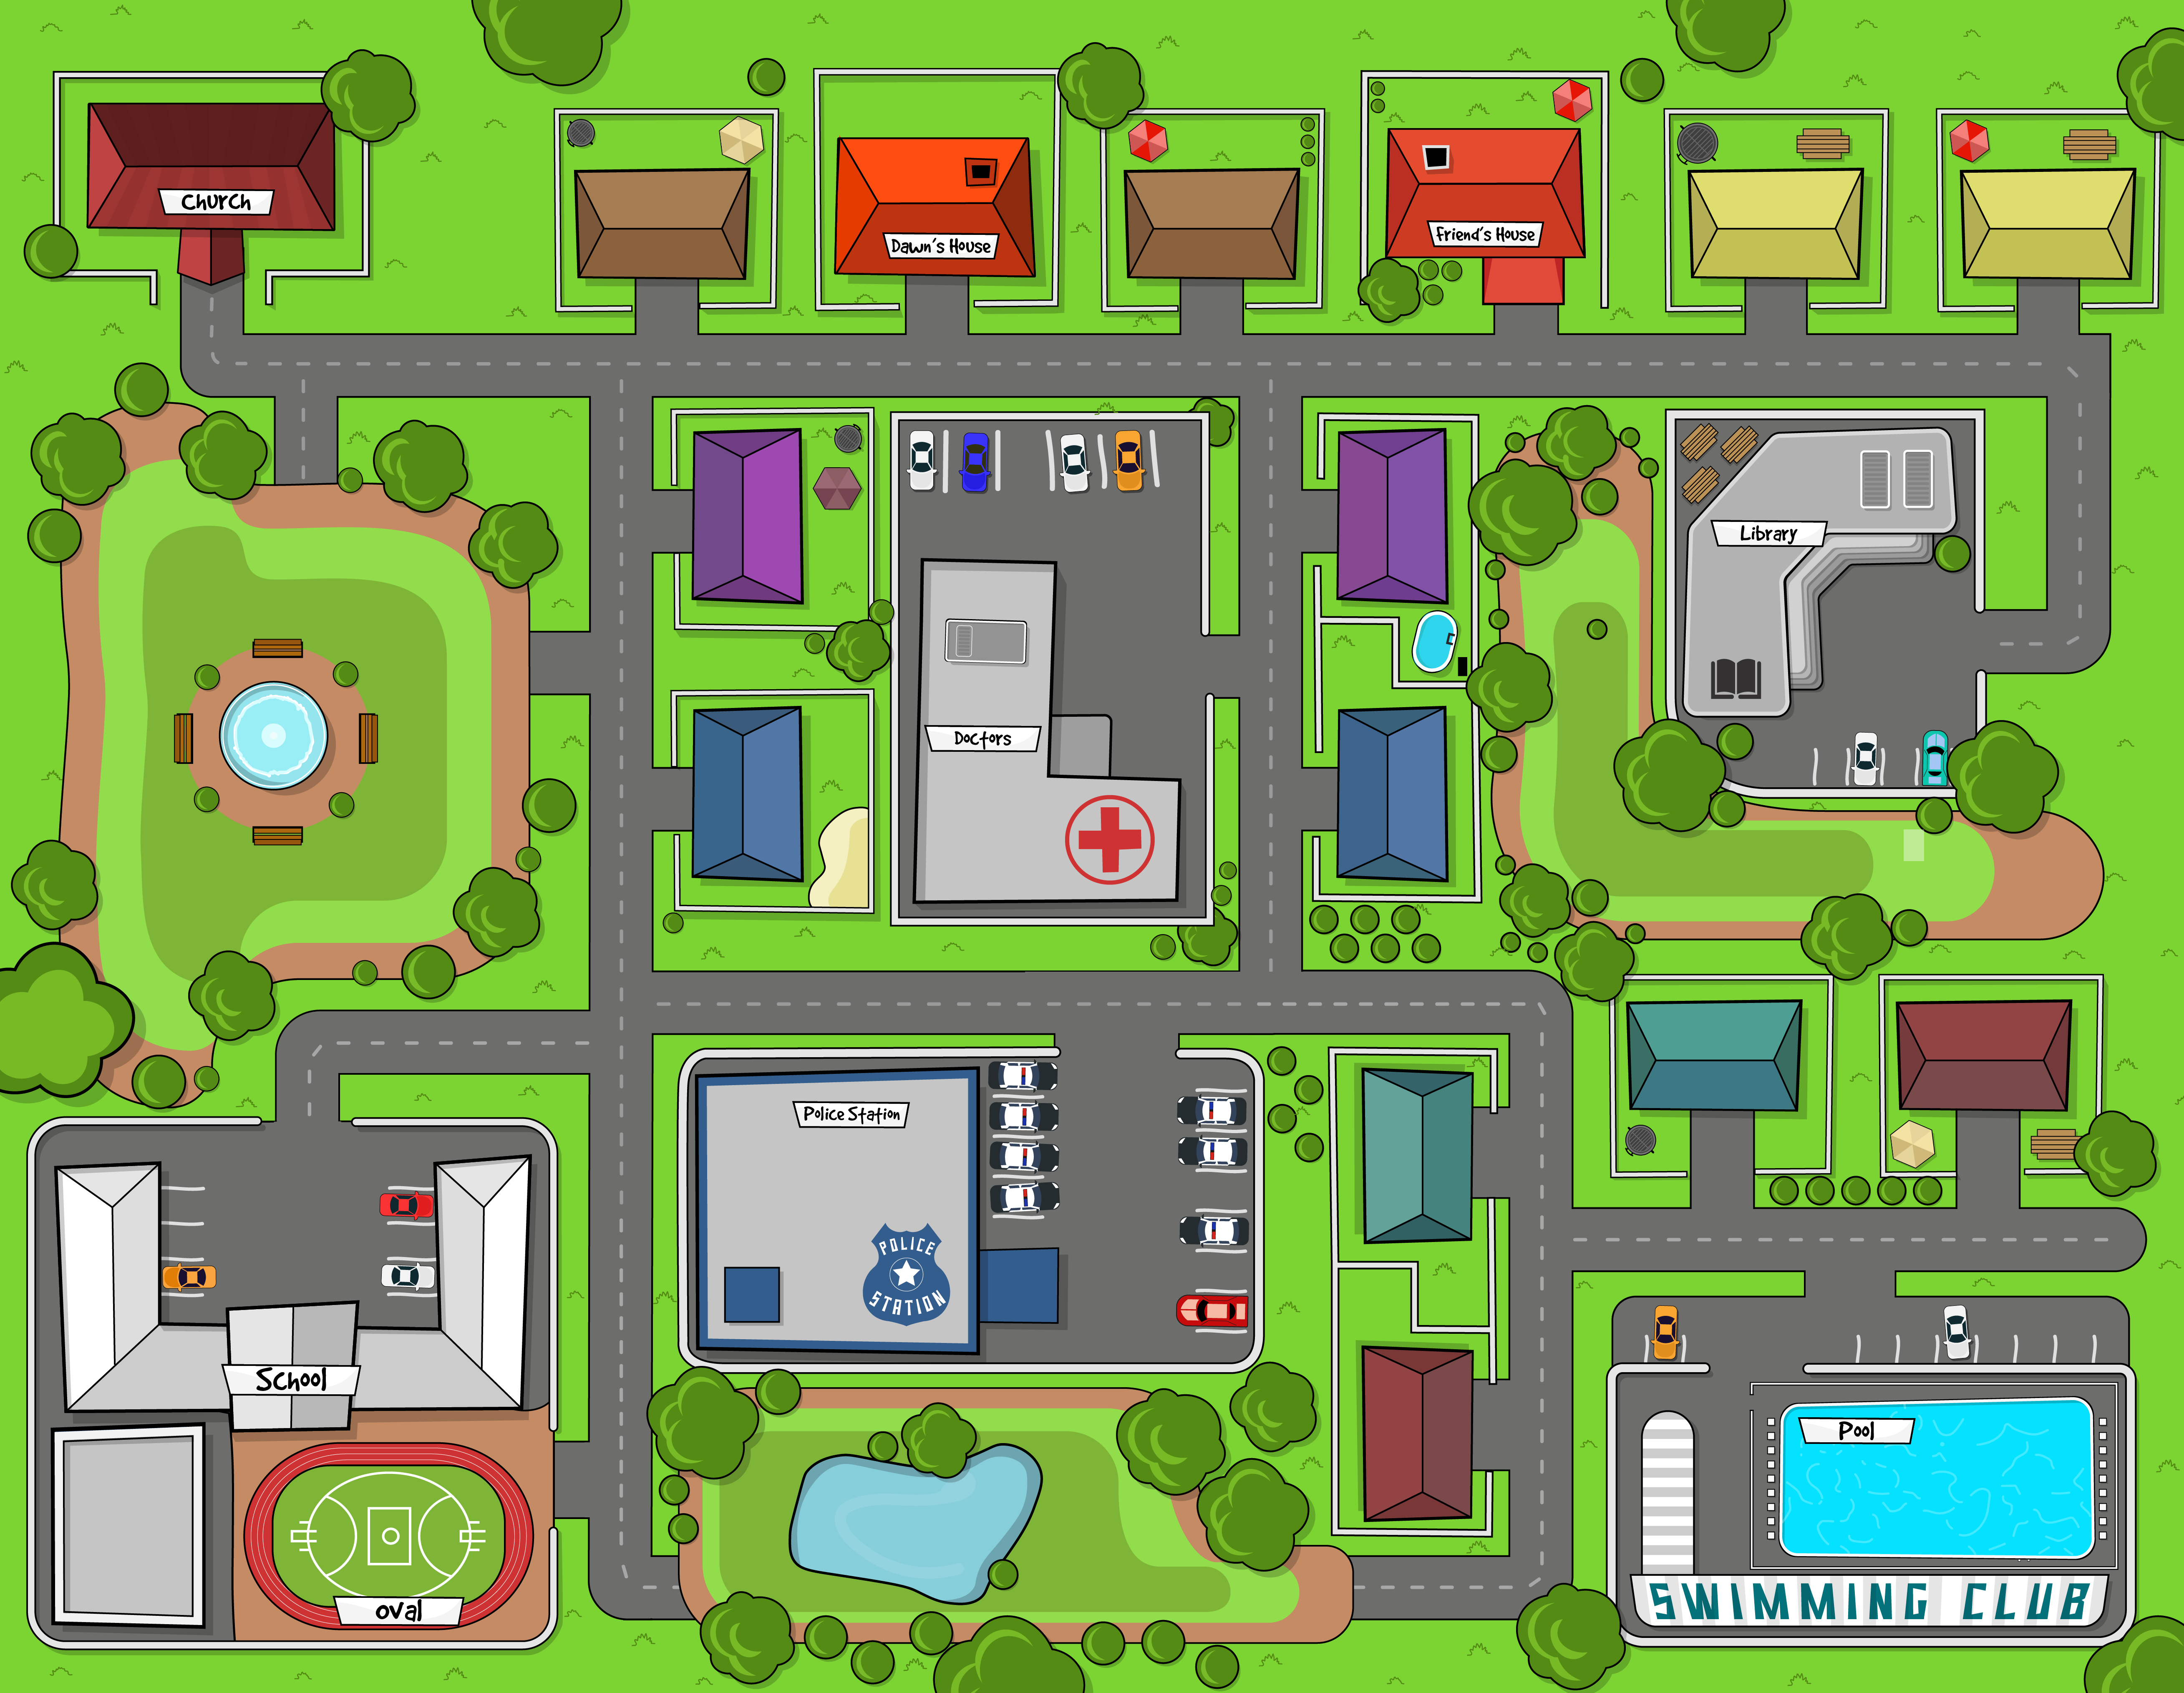 Church
Dawn's House
Friend's House
Library
Doctors
Police Station
POLICE
STATION
School
Pool
oval
SWIMMING CLUB